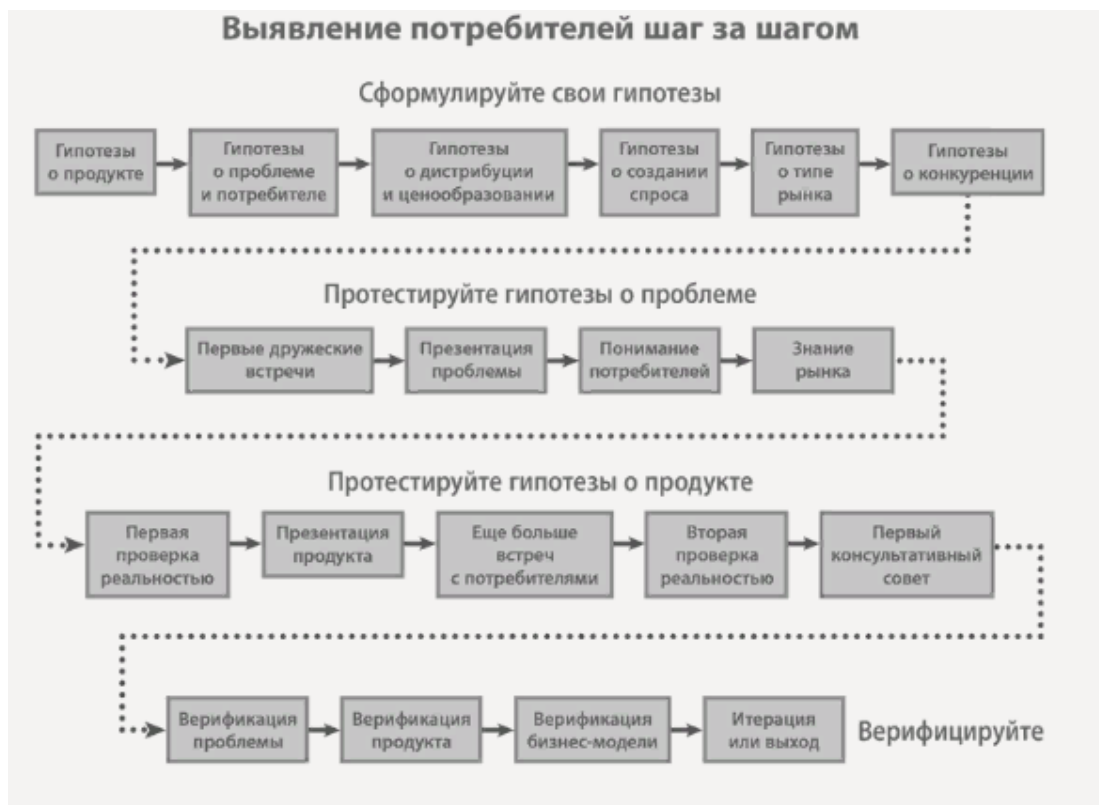 Выявление потребителей шаг за шагом
Сформулируйте свои гипотезы
Гипотезы
о продукте
Гипотезы
о проблеме
и потребителе
Гипотезы
о дистрибуции
и ценообразовании
Гипотезы
о создании
спроса
Гипотезы
о типе
рынка
Гипотезы
о конкуренции
Протестируйте гипотезы о проблеме
Первые дружеские
встречи
Презентация
проблемы
Понимание
потребителей
Знание
рынка
Протестируйте гипотезы о продукте
Первая
проверка
реальностью
Презентация
продукта
Еще больше
встреч
с потребителями
Вторая
проверка
реальностью
Первый
консультативный
совет
Верификация
проблемы
Верификация
продукта
Верификация
бизнес-модели
Итерация
или выход
Верифицируйте